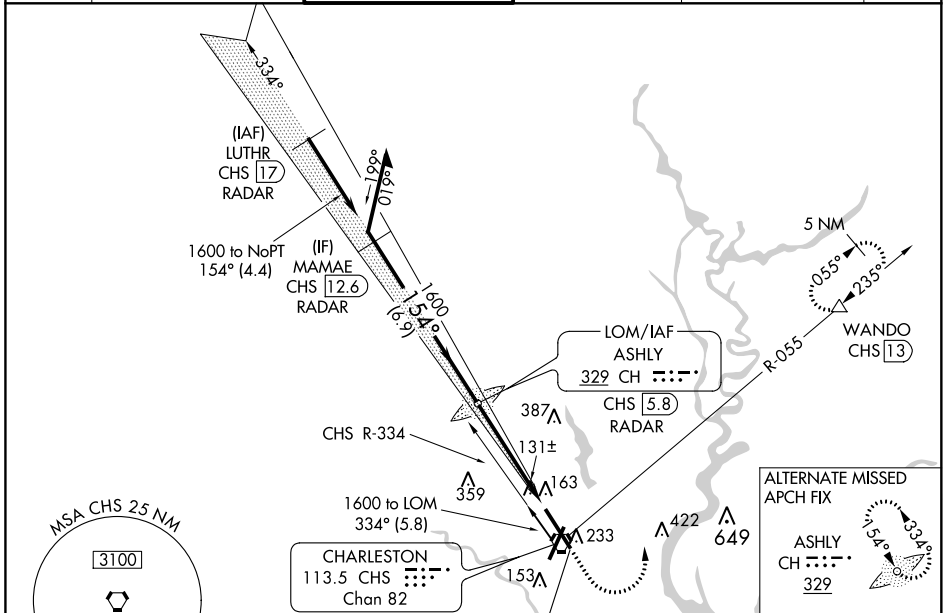 334°
(IAF)
LUTHR
CHS 17
RADAR
199°
019°
1600 to NoPT
154° (4.4)
(IF)
MAMAE
CHS 12.6
RADAR
1600
154°
(6.9)
5 NM
055°
235°
WANDO
CHS 13
R-055
LOM/IAF
ASHLY
329 CH
CHS 5.8
RADAR
387
CHS R-334
131±
163
359
1600 to LOM
334° (5.8)
233
422
649
153
CHARLESTON
113.5 CHS
Chan 82
MSA CHS 25 NM
3100
ALTERNATE MISSED
APCH FIX
ASHLY
CH
329
154°
334°